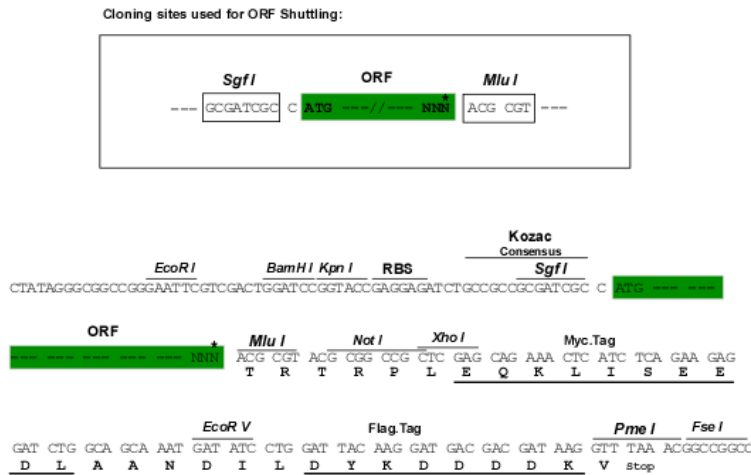 Cloning sites used for ORF Shuttling:
Sgf I ORF Mlu I
--- GCGATCGC C ATG ---//--- NNN* ACG CGT ---
Kozac
Consensus
EcoR I BamH I Kpn I RBS Sgf I
CTATAGGGCGGCCGGGAATTCGTCGACTGGATCCGGTACCGAGGAGATCTGCCGCCGCGATCGC C ATG --- ---
ORF Mlu I Not I Xho I Myc.Tag
--- --- --- --- --- NNN* ACG CGT ACG CGG CCG CTC GAG CAG AAA CTC ATC TCA GAA GAG
T R T R P L E Q K L I S E E
EcoR V Flag.Tag Pme I Fse I
GAT CTG GCA GCA AAT GAT ATC CTG GAT TAC AAG GAT GAC GAC GAT AAG GTT TAA ACGGCCGGCC
D L A A N D I L D Y K D D D D K V Stop